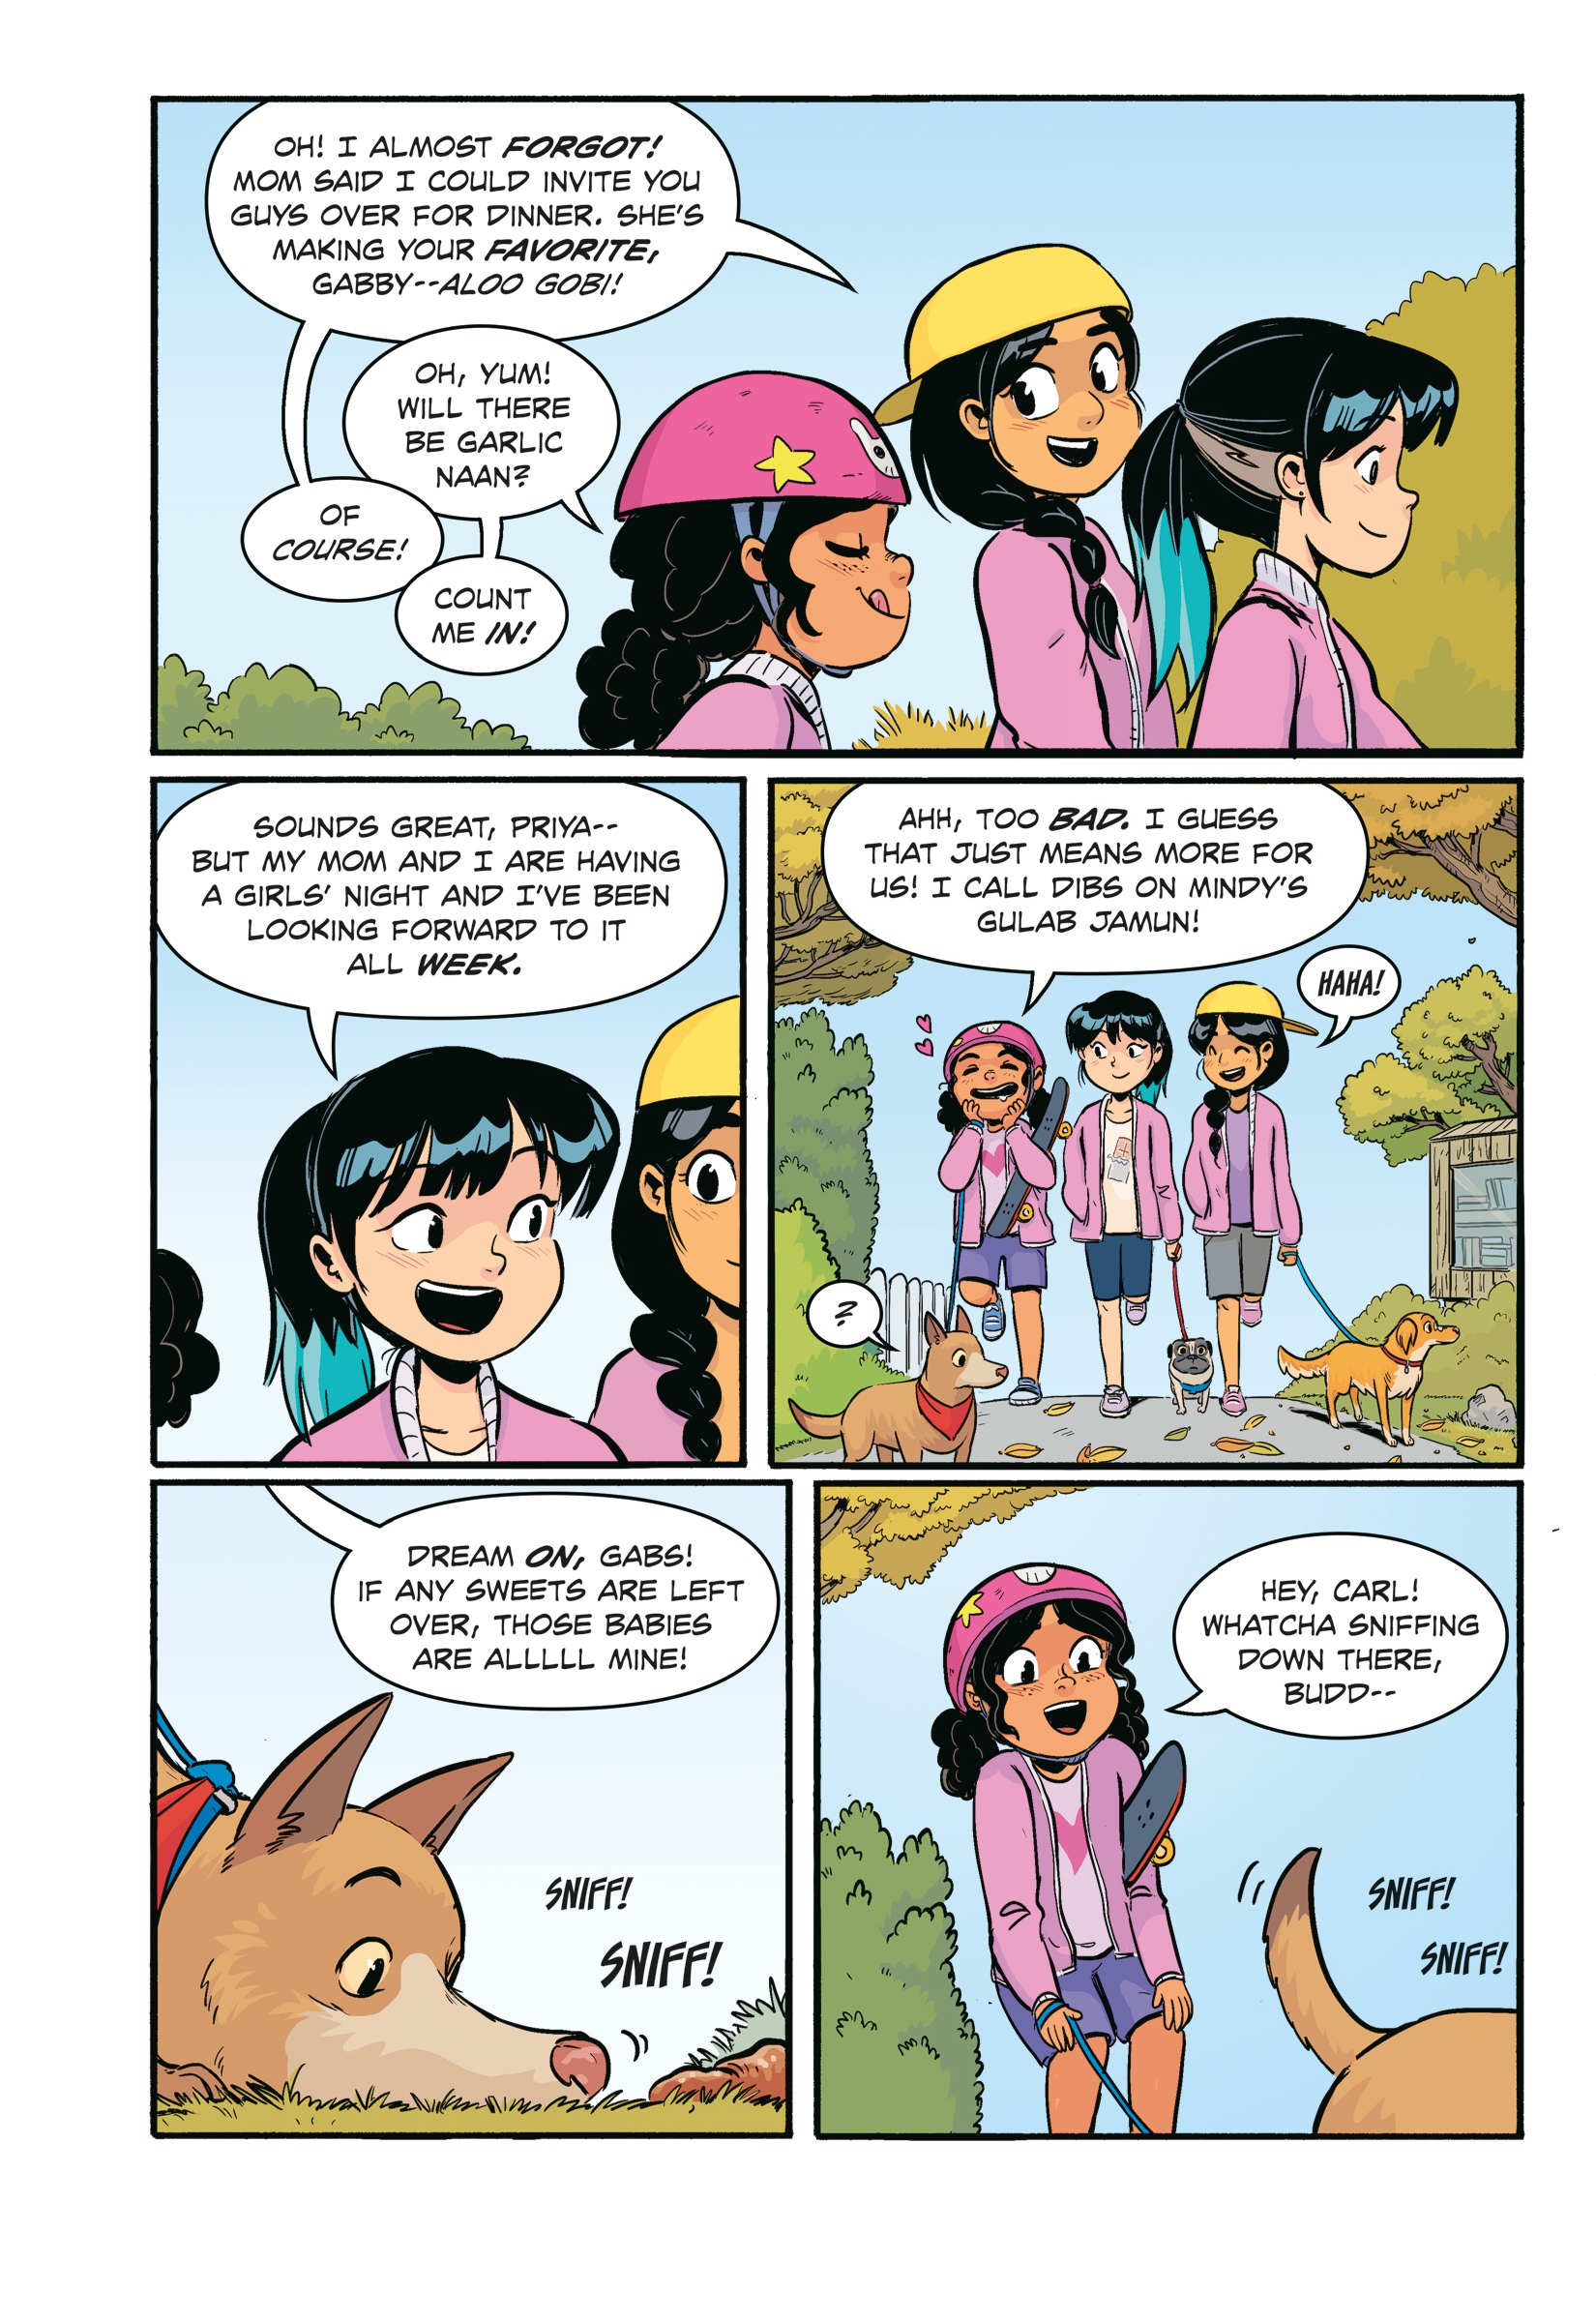 OH! I ALMOST FORGOT!
MOM SAID I COULD INVITE YOU
GUYS OVER FOR DINNER. SHE'S
MAKING YOUR FAVORITE,
GABBY--ALOO GOBI!
OH, YUM!
WILL THERE
BE GARLIC
NAAN?
OF
COURSE!
COUNT
ME IN!
SOUNDS GREAT, PRIYA--
BUT MY MOM AND I ARE HAVING
A GIRLS' NIGHT AND I'VE BEEN
LOOKING FORWARD TO IT
ALL WEEK.
AHH, TOO BAD. I GUESS
THAT JUST MEANS MORE FOR
US! I CALL DIBS ON MINDY'S
GULAB JAMUN!
HAHA!
?
DREAM ON, GABS!
IF ANY SWEETS ARE LEFT
OVER, THOSE BABIES
ARE ALLLLL MINE!
SNIFF!
SNIFF!
HEY, CARL!
WHATCHA SNIFFING
DOWN THERE,
BUDD--
SNIFF!
SNIFF!